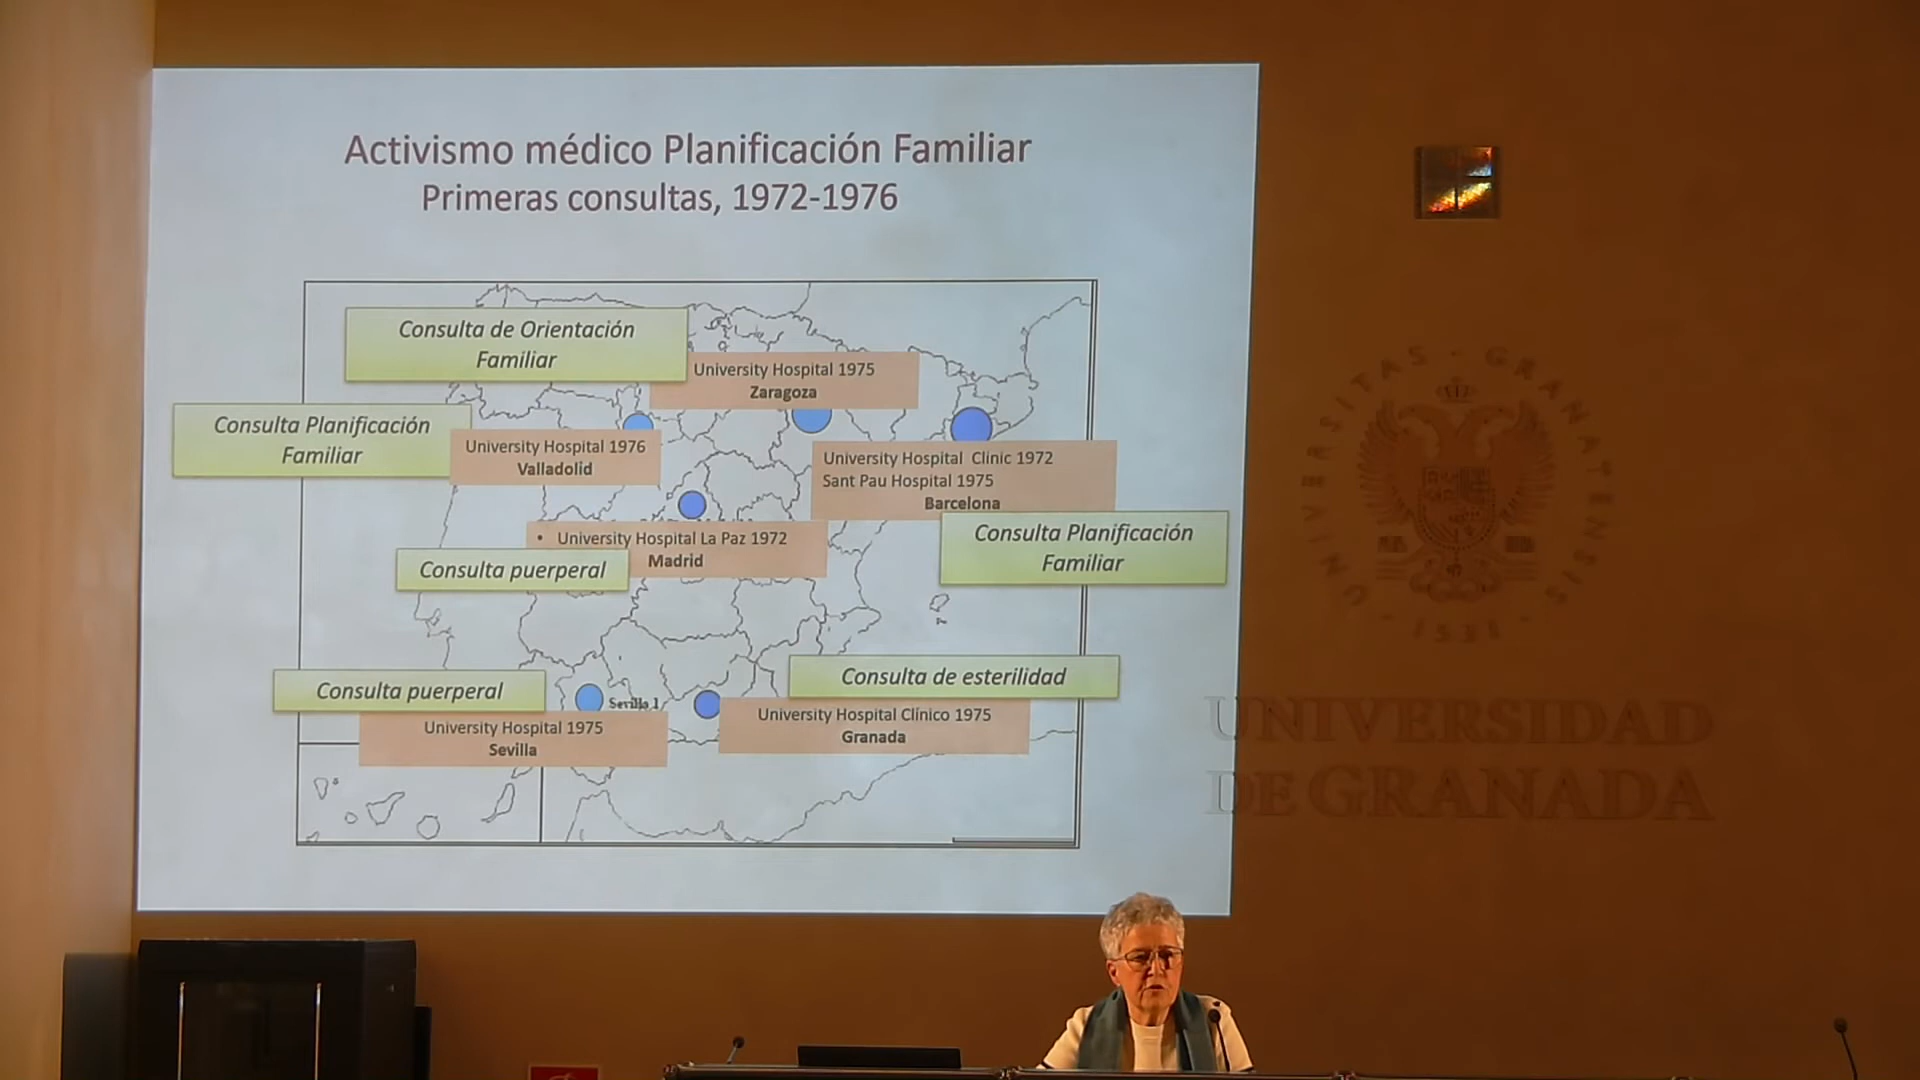 Activismo médico Planificación Familiar
Primeras consultas, 1972-1976
Consulta de Orientación
Familiar
University Hospital 1975
Zaragoza
Consulta Planificación
Familiar
University Hospital 1976
Valladolid
University Hospital Clinic 1972
Sant Pau Hospital 1975
Barcelona
Consulta Planificación
Familiar
• University Hospital La Paz 1972
Madrid
Consulta puerperal
Consulta de esterilidad
Consulta puerperal
Sevilla 1
University Hospital 1975
Sevilla
University Hospital Clínico 1975
Granada
UNIVERSITAS · GRANATENSIS
· 1531 ·
UNIVERSIDAD
DE GRANADA